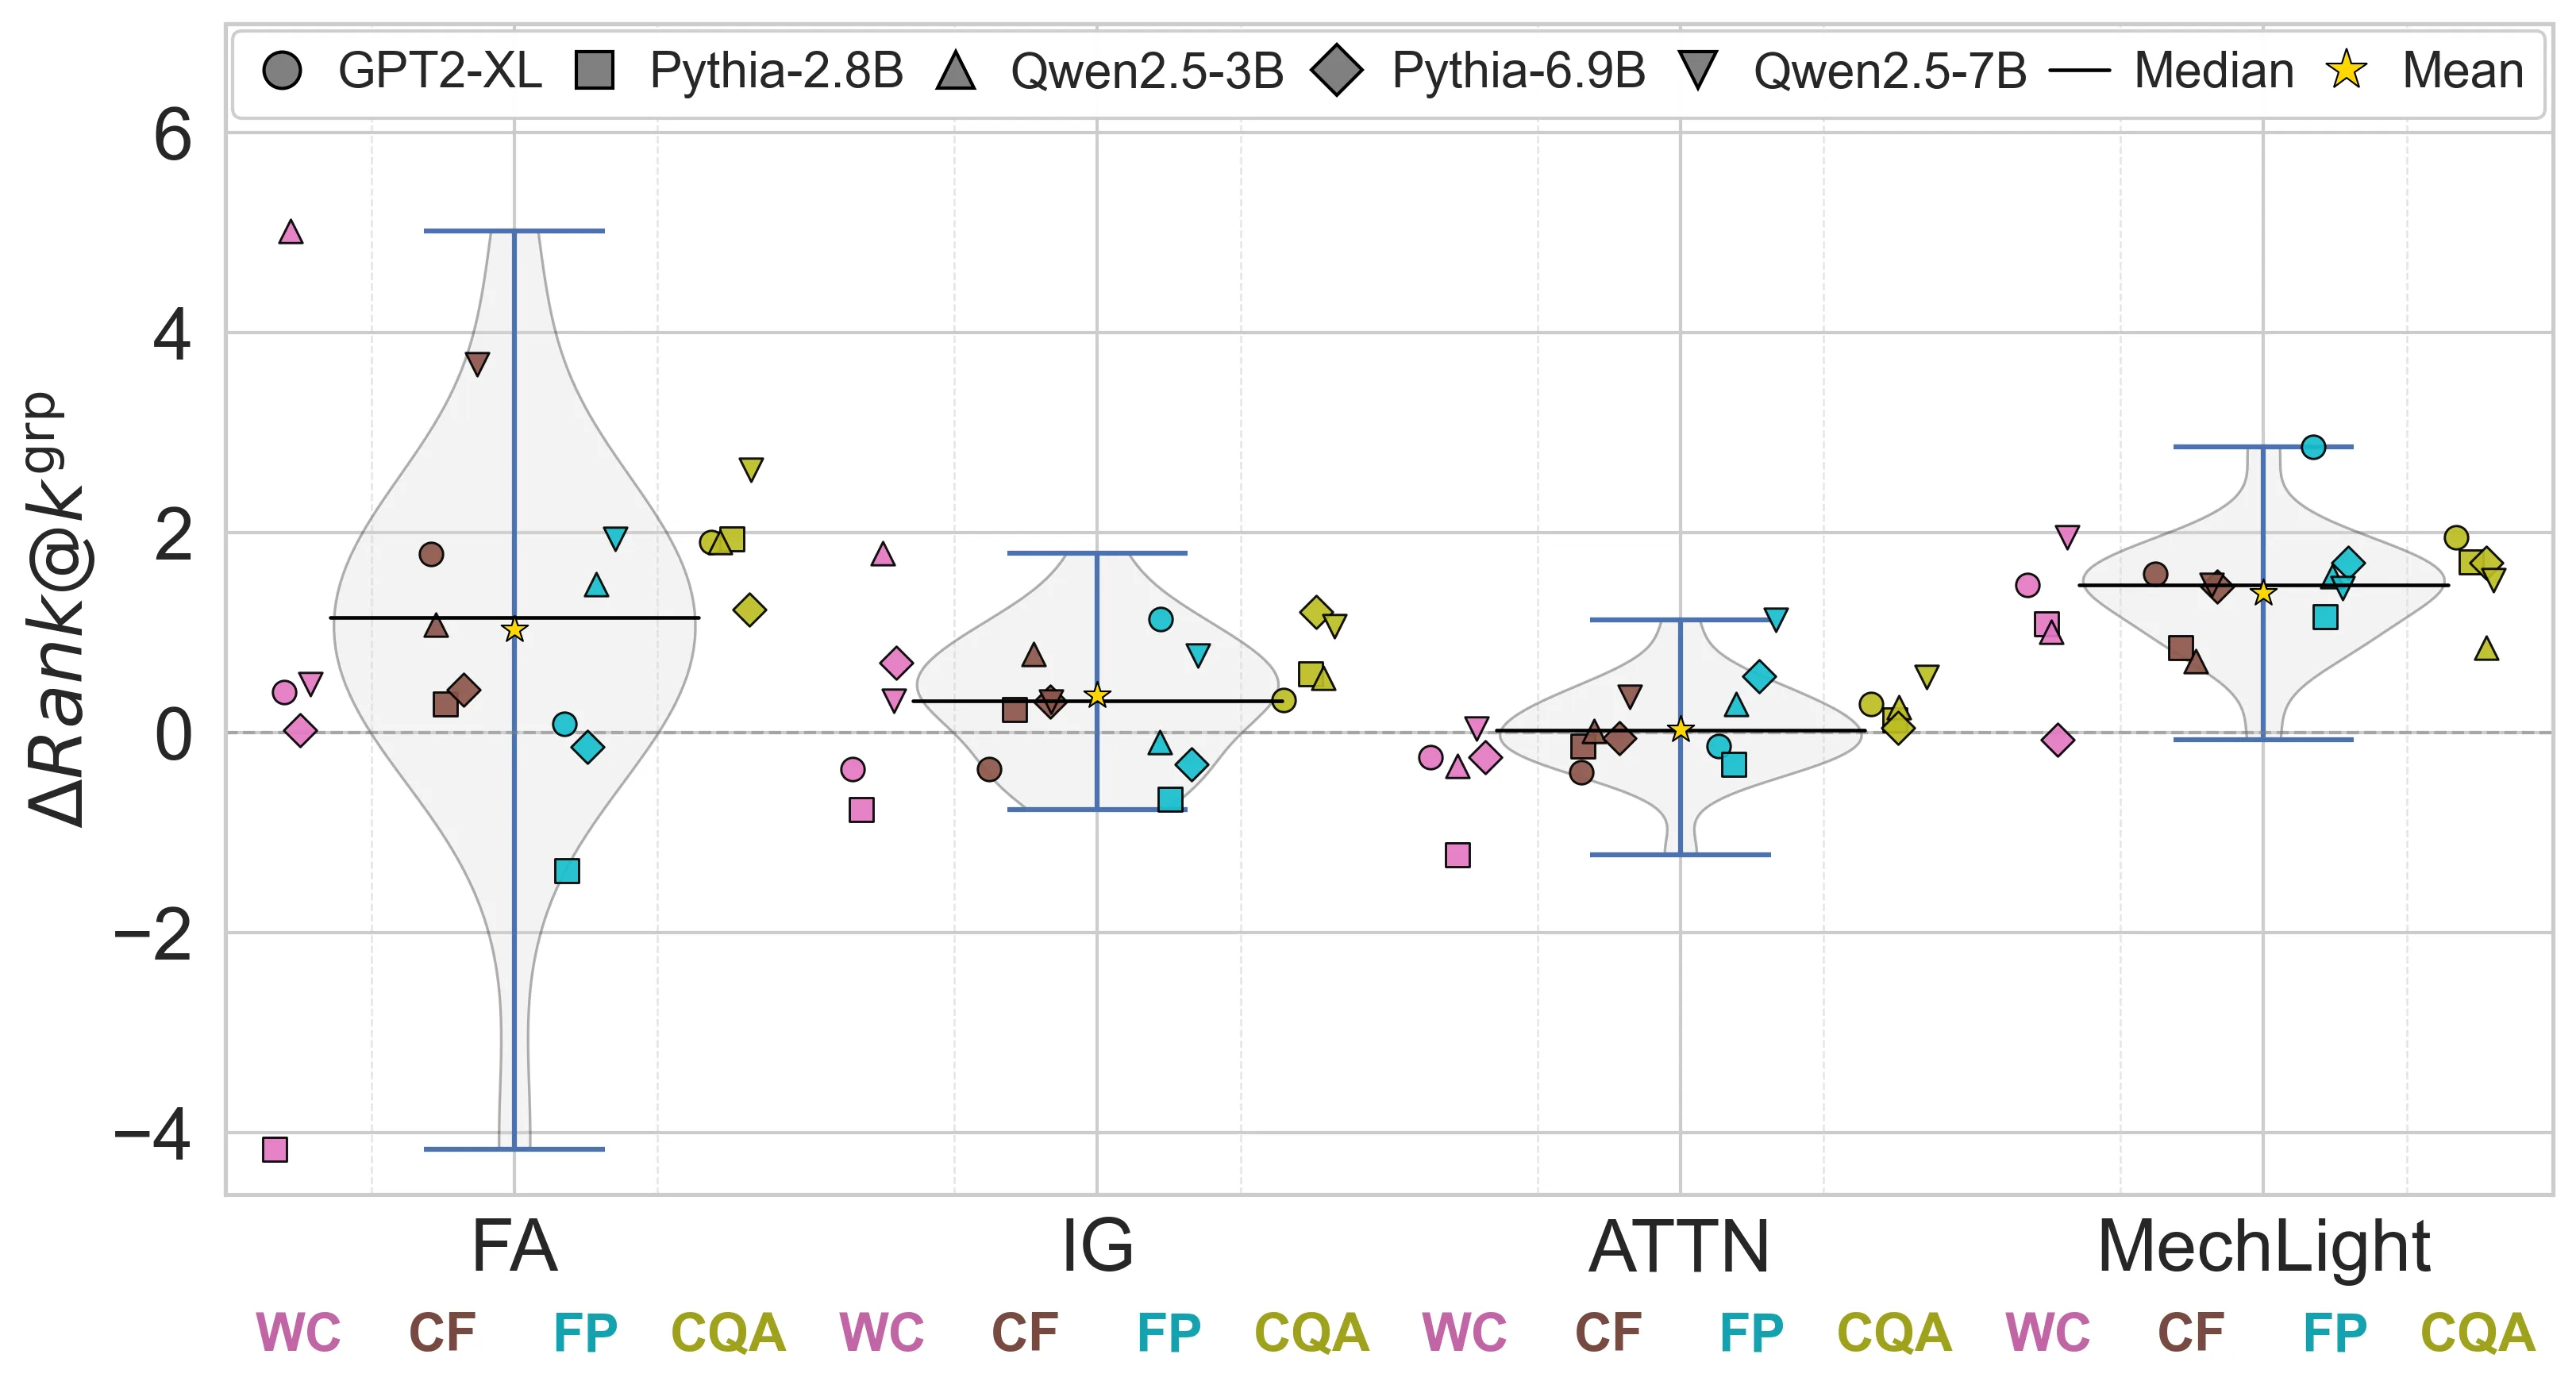 GPT2-XL Pythia-2.8B Qwen2.5-3B Pythia-6.9B Qwen2.5-7B Median Mean
ΔRank@k^grp
6
4
2
0
−2
−4
FA IG ATTN MechLight
WC CF FP CQA WC CF FP CQA WC CF FP CQA WC CF FP CQA